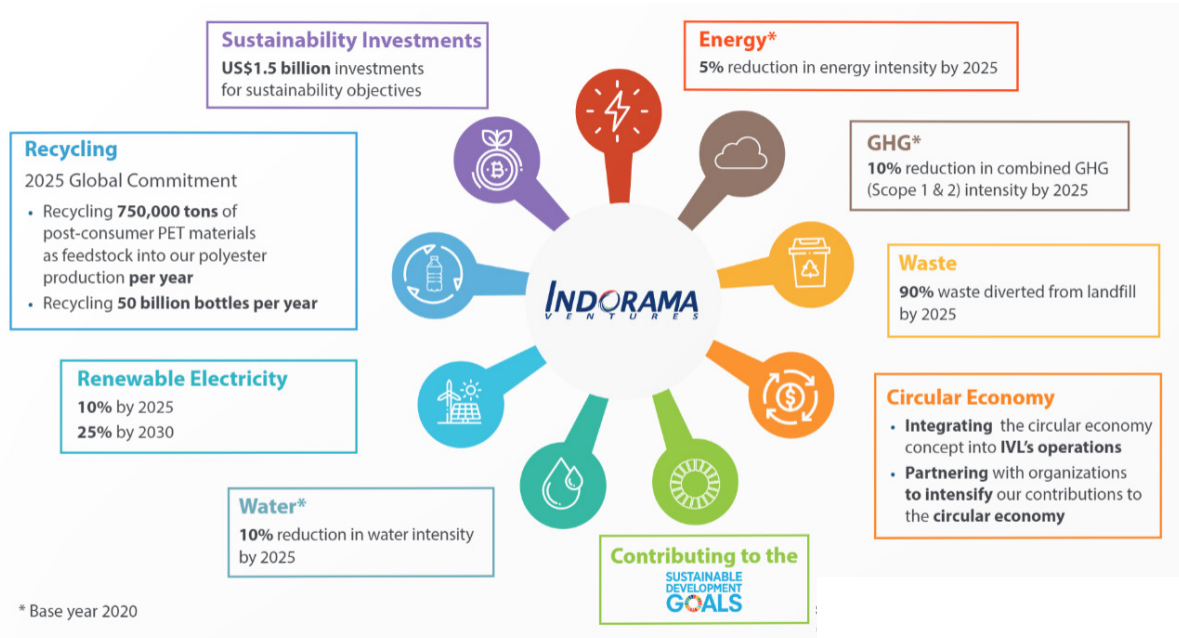 Sustainability Investments
US$1.5 billion investments
for sustainability objectives
Energy*
5% reduction in energy intensity by 2025
GHG*
10% reduction in combined GHG
(Scope 1 & 2) intensity by 2025
Recycling
2025 Global Commitment
• Recycling 750,000 tons of
post-consumer PET materials
as feedstock into our polyester
production per year
• Recycling 50 billion bottles per year
Waste
90% waste diverted from landfill
by 2025
INDORAMA
VENTURES
Renewable Electricity
10% by 2025
25% by 2030
Circular Economy
• Integrating the circular economy
concept into IVL's operations
• Partnering with organizations
to intensify our contributions to
the circular economy
Water*
10% reduction in water intensity
by 2025
Contributing to the
SUSTAINABLE
DEVELOPMENT
GOALS
* Base year 2020